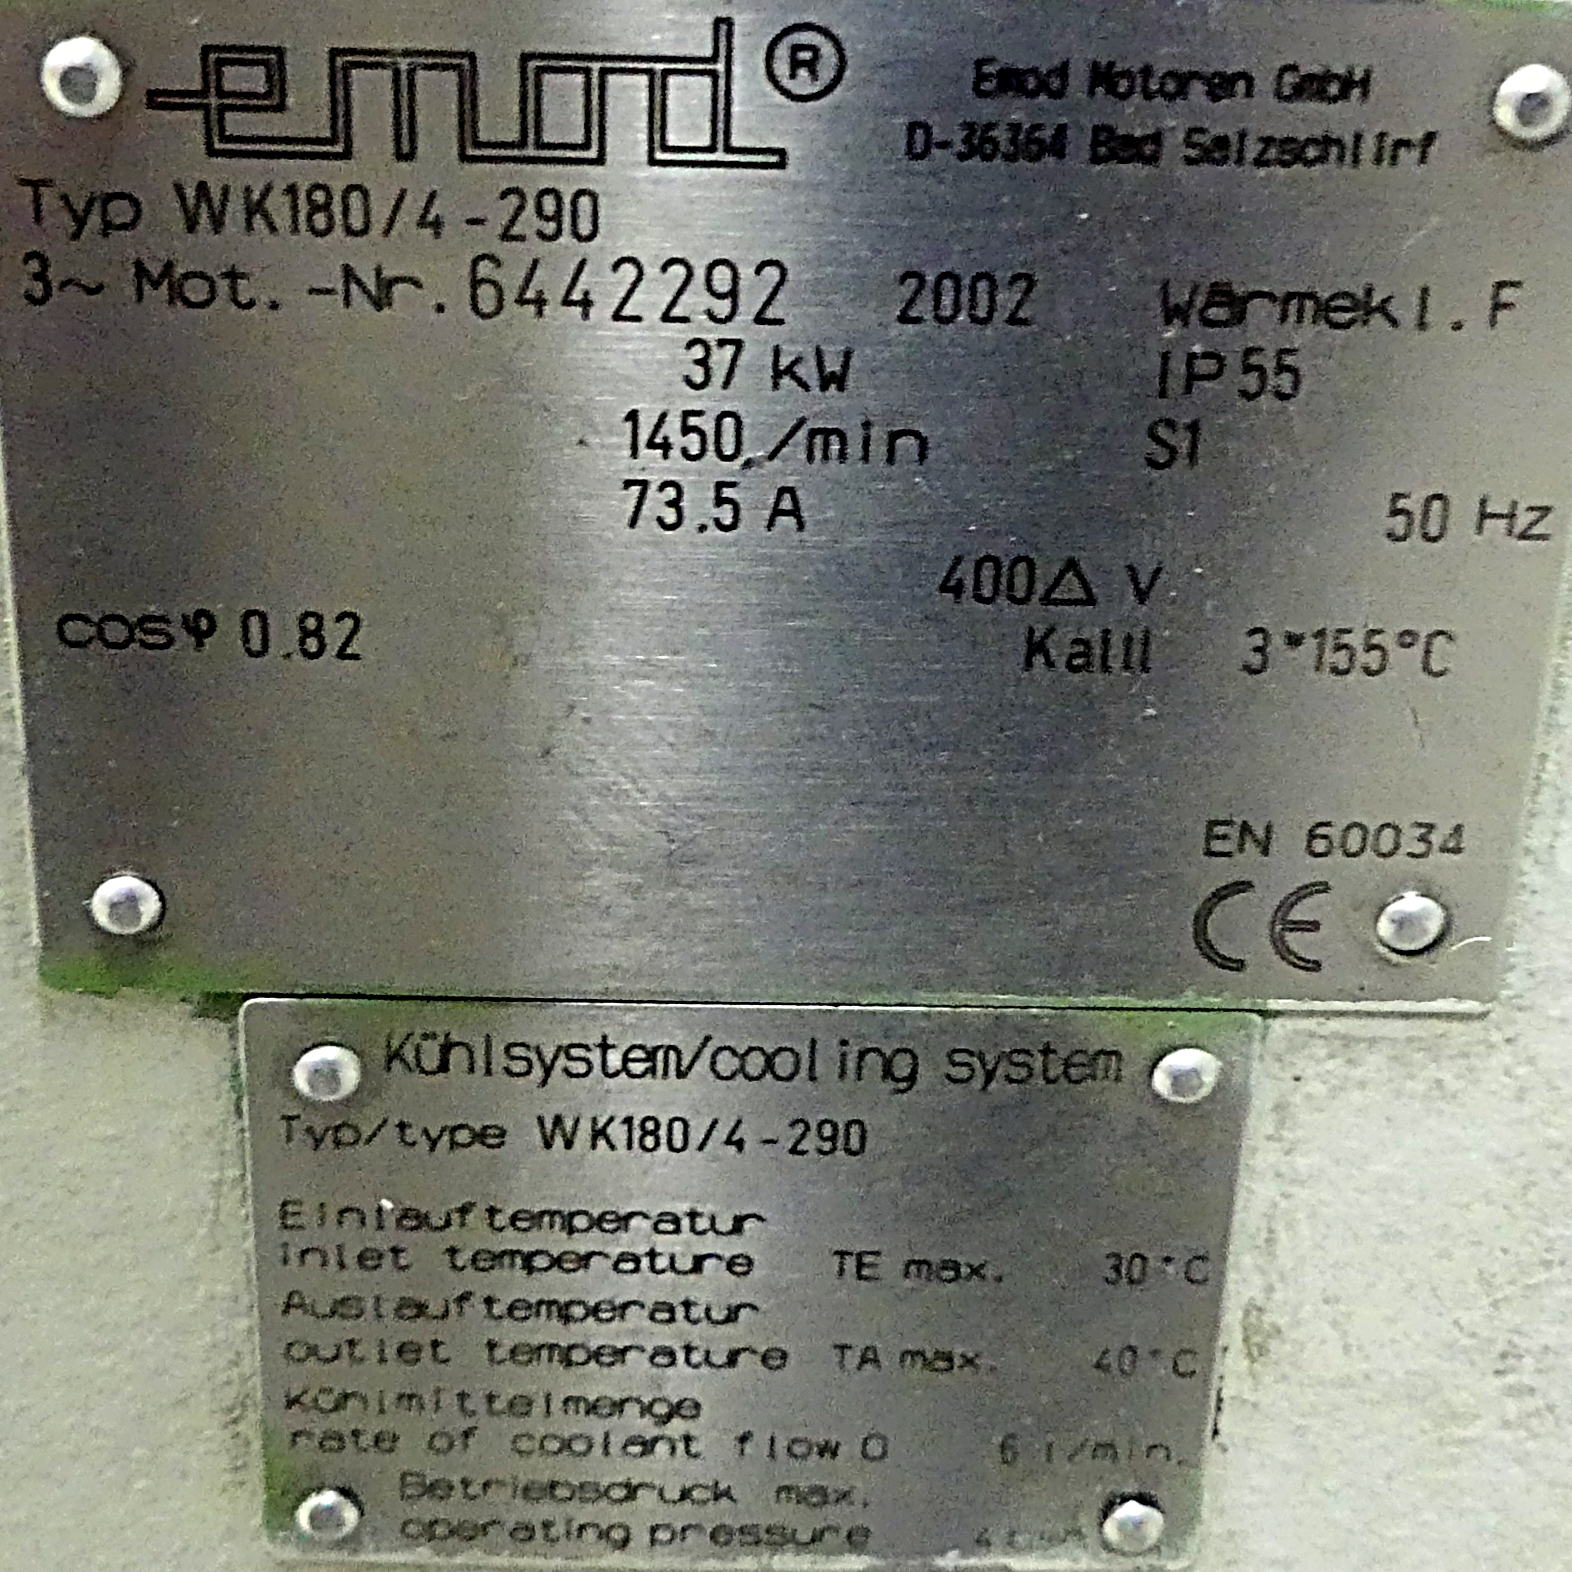 emod ®
Emod Motoren GmbH
D-36364 Bad Salzschlirf
Typ WK180/4-290
3~ Mot.-Nr. 6442292 2002 Wärmekl. F
37 kW IP 55
1450 /min S1
73.5 A 50 Hz
400Δ V
cosφ 0.82 3*155°C
EN 60034
CE
Kühlsystem/cooling system
Typ/type WK180/4-290
Einlauftemperatur
inlet temperature TE max. 30°C
Auslauftemperatur
outlet temperature TA max. 40°C
Kühlmittelmenge
rate of coolant flow Q 6 l/min.
Betriebsdruck max.
operating pressure